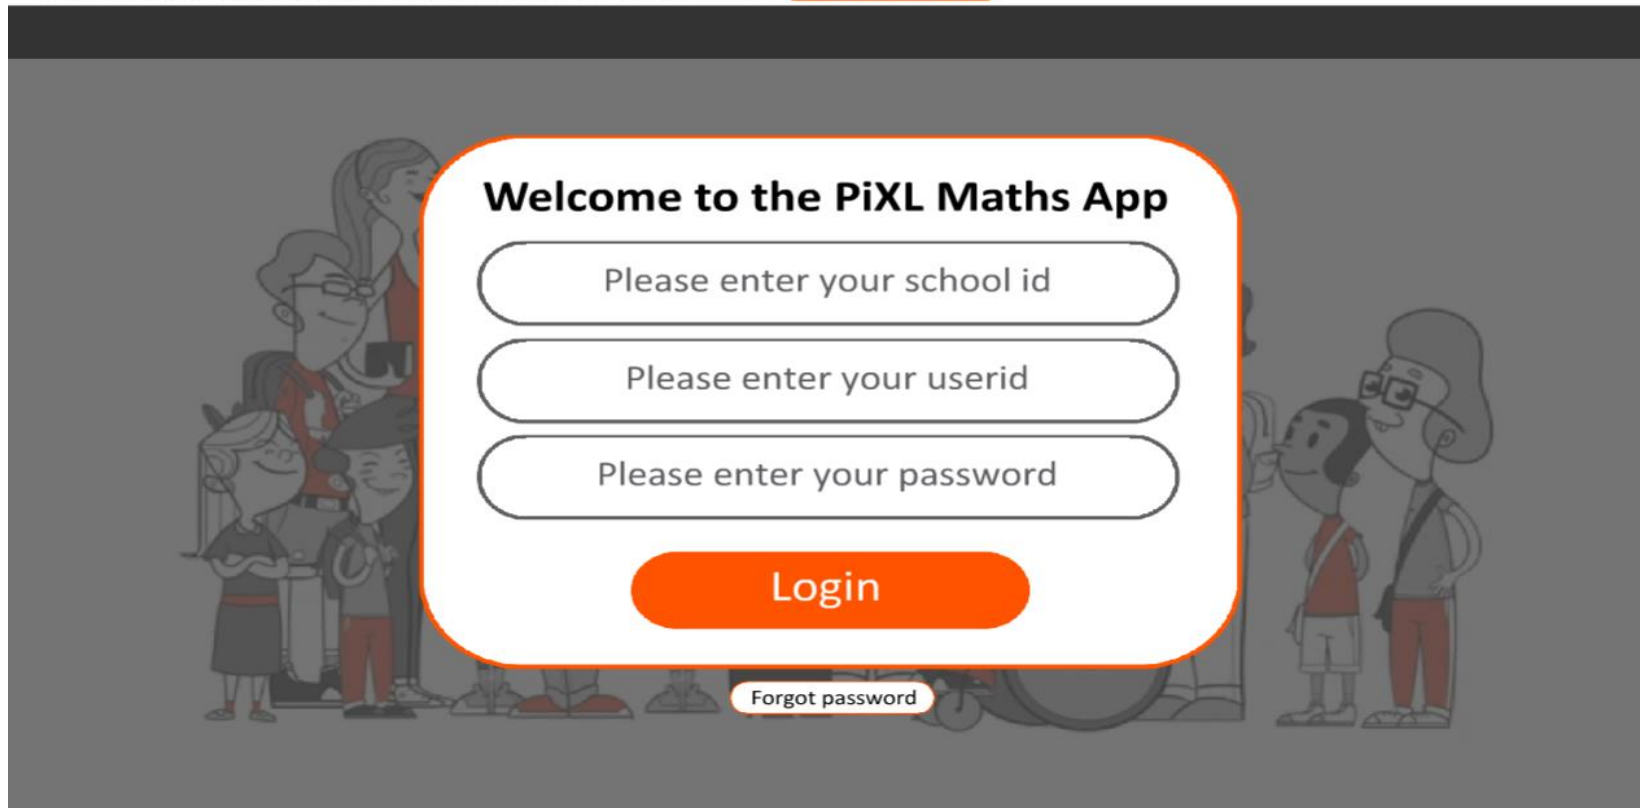 Welcome to the PiXL Maths App
Please enter your school id
Please enter your userid
Please enter your password
Login
Forgot password